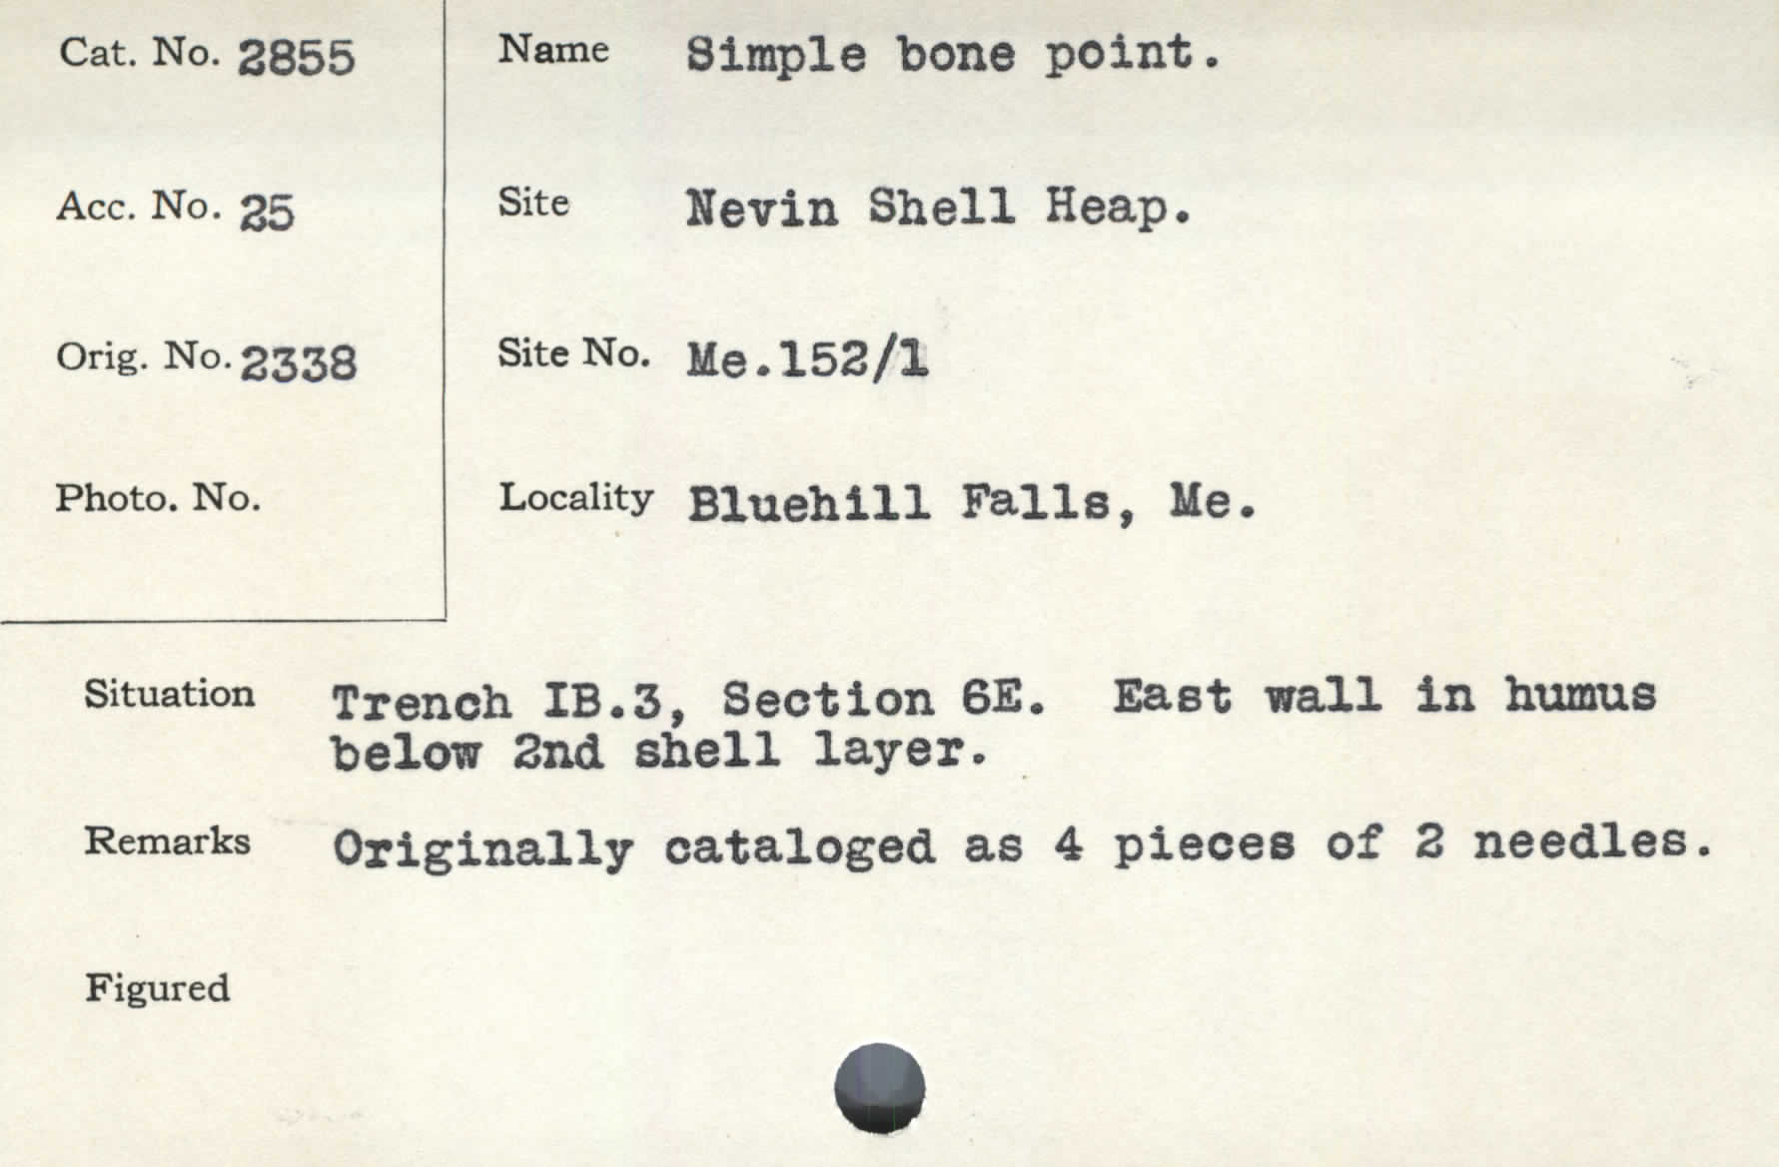 Cat. No. 2855
Acc. No. 25
Orig. No. 2338
Photo. No.
Name Simple bone point.
Site Nevin Shell Heap.
Site No. Me.152/1
Locality Bluehill Falls, Me.
Situation Trench IB.3, Section 6E. East wall in humus
below 2nd shell layer.
Remarks Originally cataloged as 4 pieces of 2 needles.
Figured